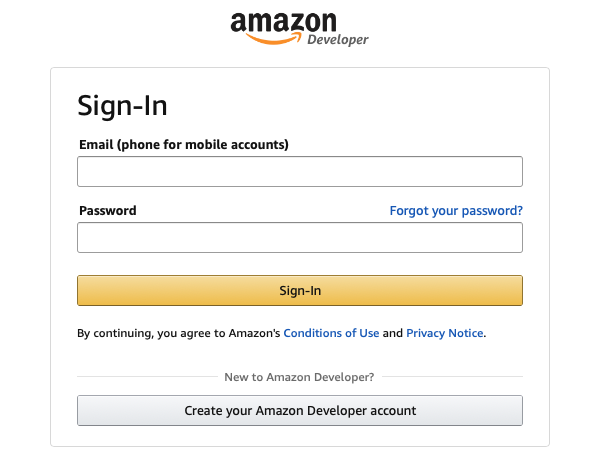 amazon
Developer
Sign-In
Email (phone for mobile accounts)
Password Forgot your password?
Sign-In
By continuing, you agree to Amazon's Conditions of Use and Privacy Notice.
New to Amazon Developer?
Create your Amazon Developer account